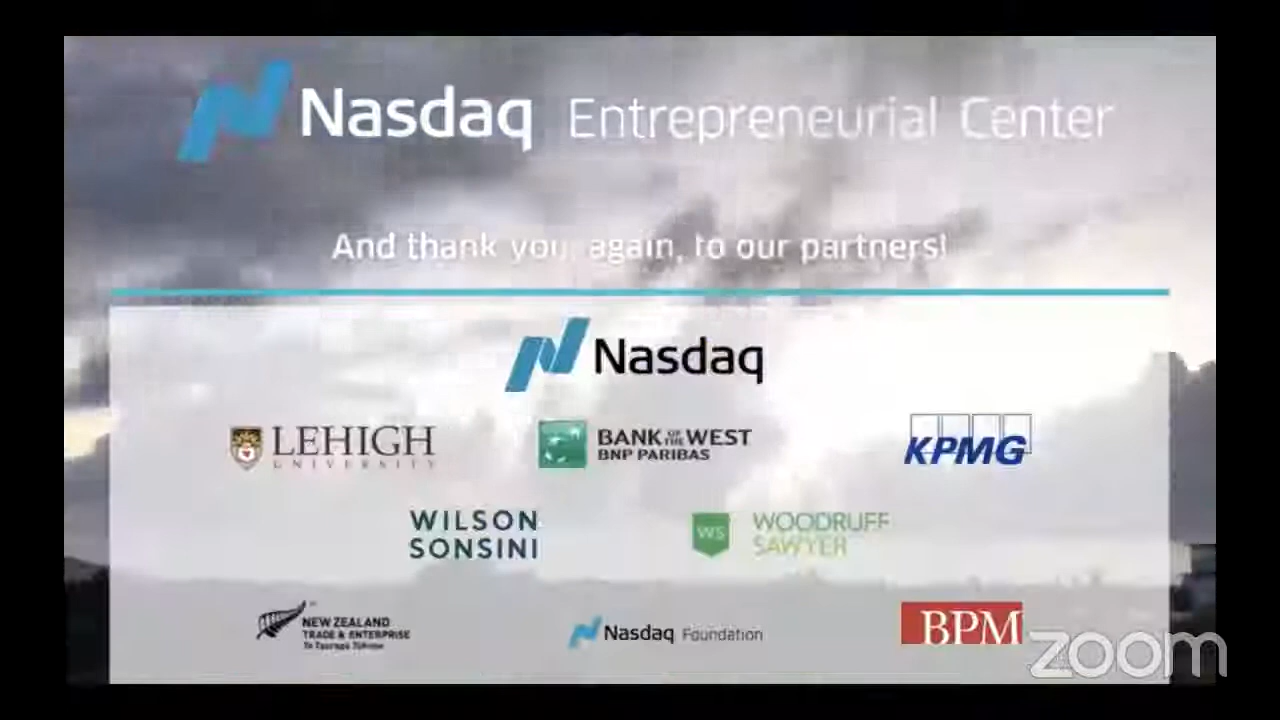 Nasdaq Entrepreneurial Center
And thank you, again, to our partners!
Nasdaq
LEHIGH
UNIVERSITY
BANK OF THE WEST
BNP PARIBAS
KPMG
WILSON
SONSINI
WS
WOODRUFF
SAWYER
NEW ZEALAND
TRADE & ENTERPRISE
Nasdaq Foundation
BPM
zoom